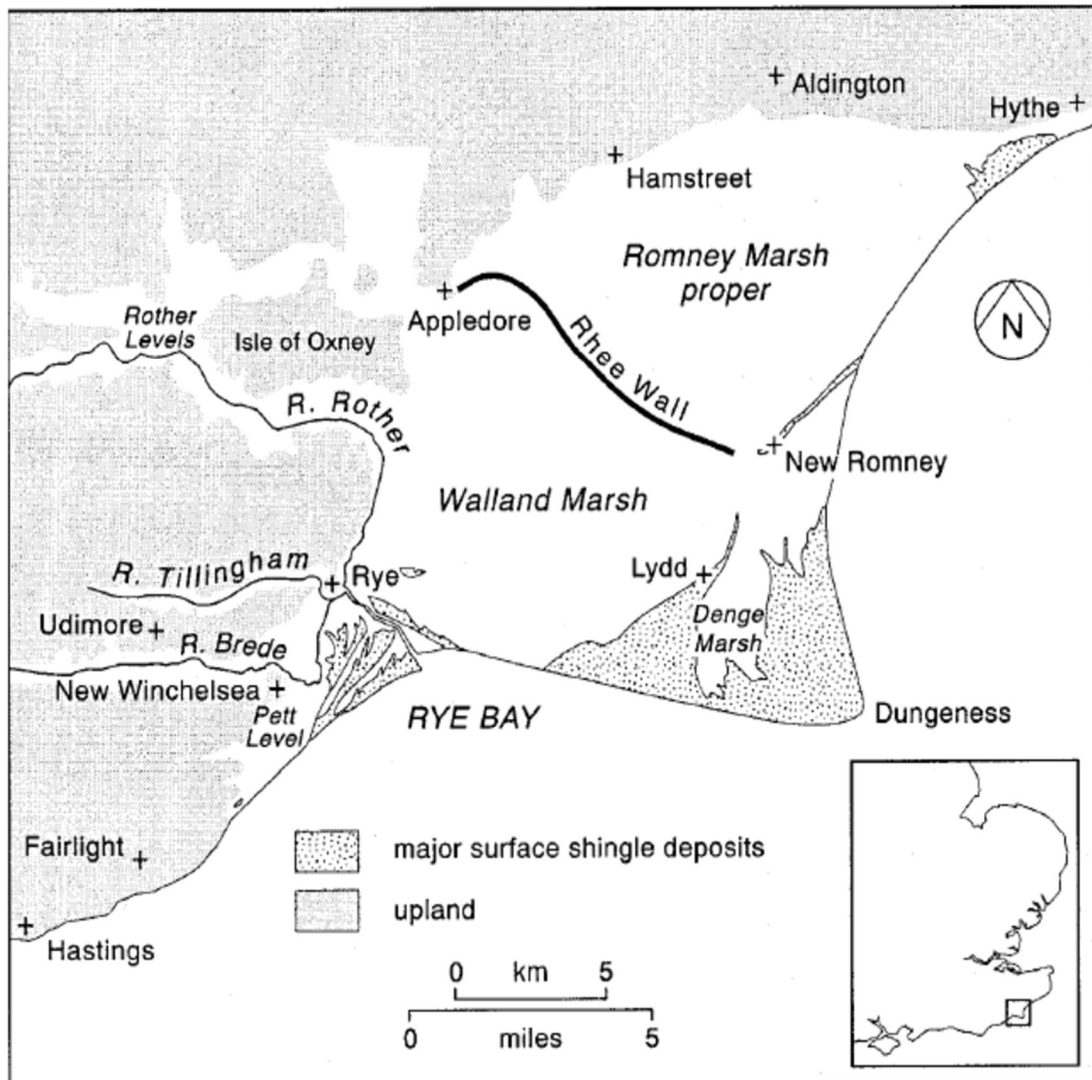 Aldington
Hythe
Hamstreet
Romney Marsh
proper
Appledore
Rother
Levels
Isle of Oxney
N
Rhee Wall
R. Rother
New Romney
Walland Marsh
R. Tillingham
Rye
Lydd
Udimore
R. Brede
Denge
Marsh
New Winchelsea
Pett
Level
RYE BAY
Dungeness
major surface shingle deposits
Fairlight
upland
Hastings
0 km 5
0 miles 5